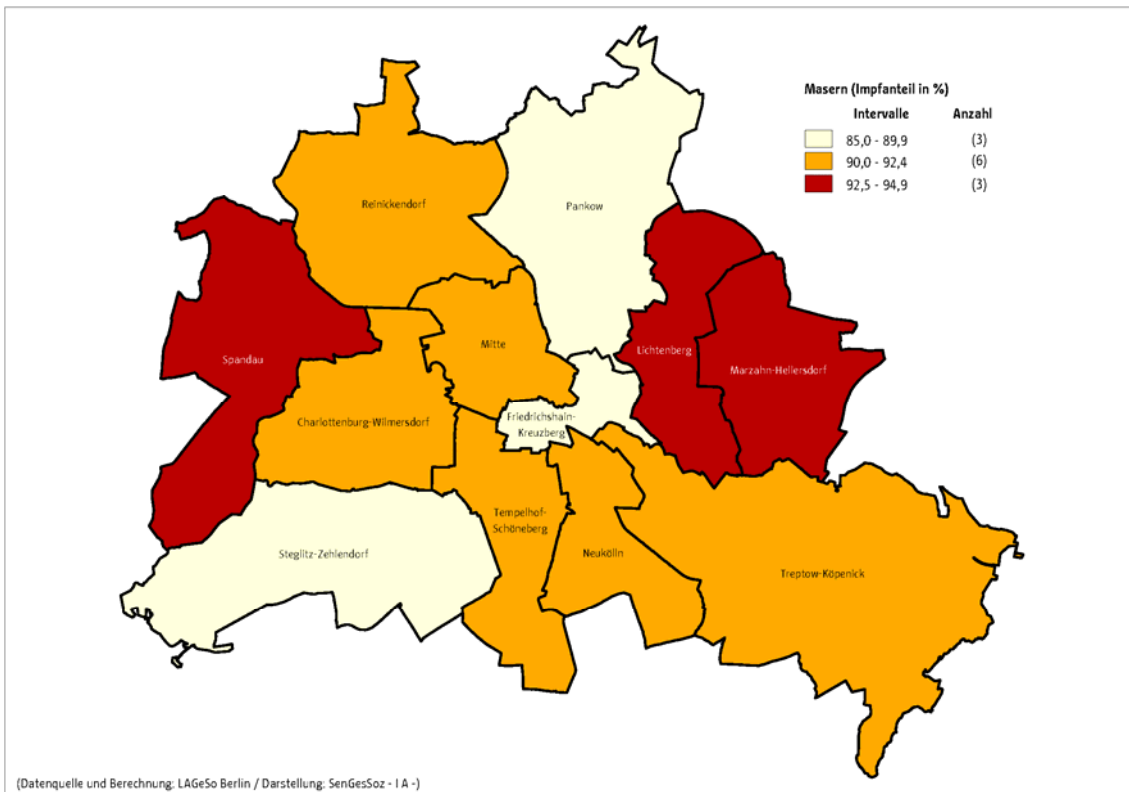 Masern (Impfanteil in %)
Intervalle Anzahl
85,0 - 89,9 (3)
90,0 - 92,4 (6)
92,5 - 94,9 (3)
Reinickendorf
Pankow
Spandau
Mitte
Lichtenberg
Marzahn-Hellersdorf
Charlottenburg-Wilmersdorf
Friedrichshain-
Kreuzberg
Tempelhof-
Schöneberg
Steglitz-Zehlendorf
Neukölln
Treptow-Köpenick
(Datenquelle und Berechnung: LAGeSo Berlin / Darstellung: SenGesSoz - I A -)